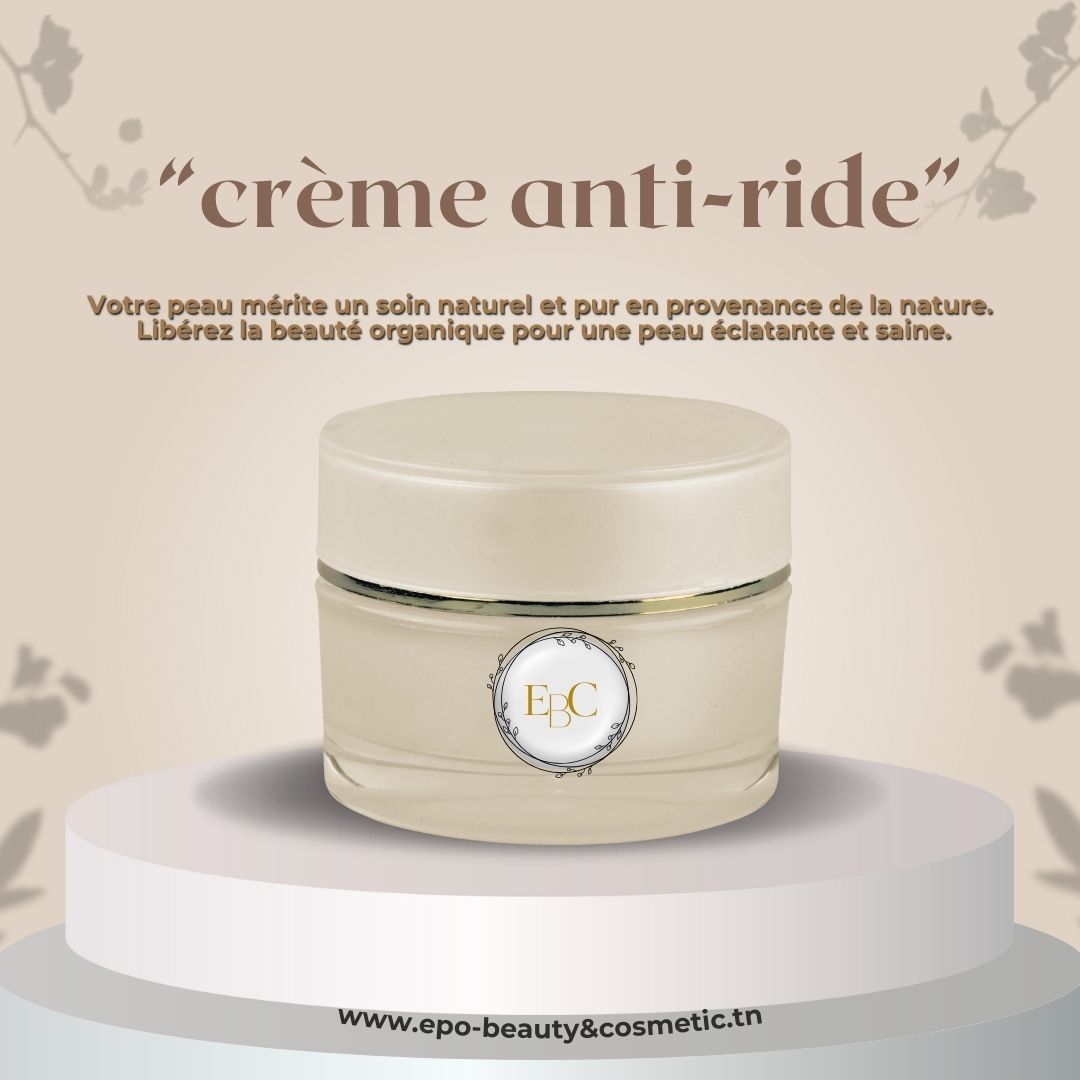 “crème anti-ride”
Votre peau mérite un soin naturel et pur en provenance de la nature.
Libérez la beauté organique pour une peau éclatante et saine.
EBC
www.epo-beauty&cosmetic.tn